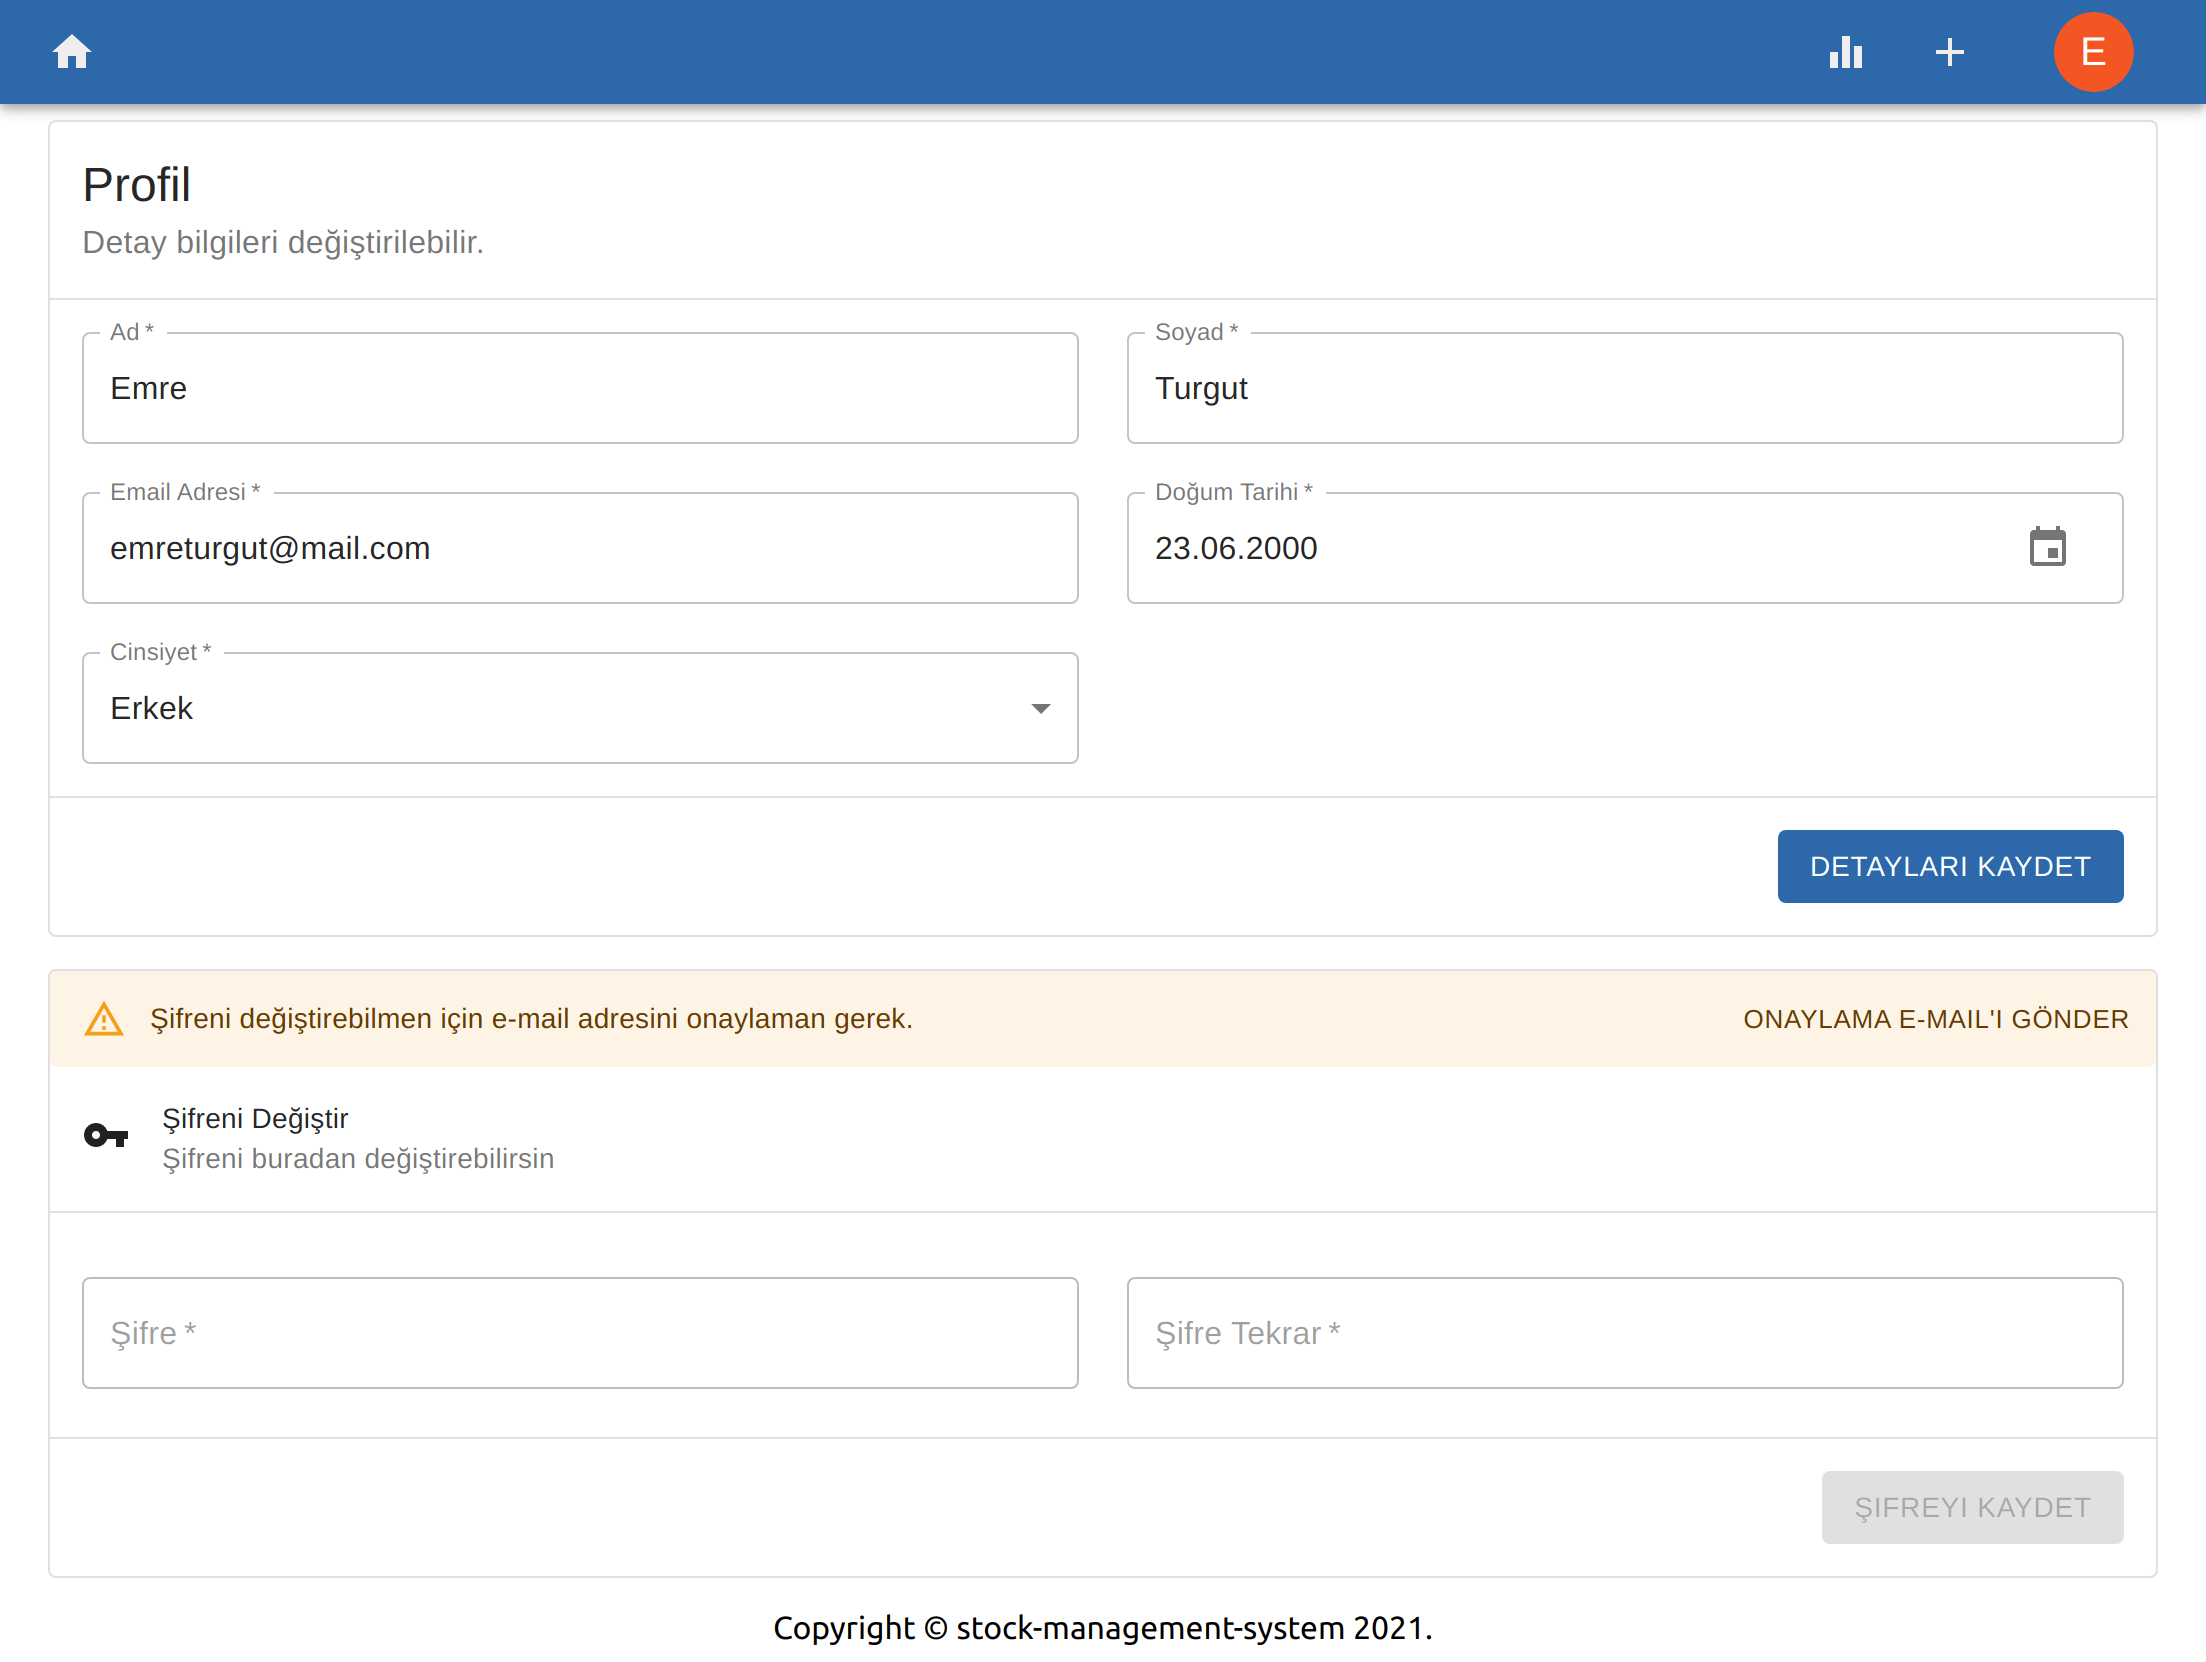 E
Profil
Detay bilgileri değiştirilebilir.
Ad *
Emre
Soyad *
Turgut
Email Adresi *
emreturgut@mail.com
Doğum Tarihi *
23.06.2000
Cinsiyet *
Erkek
DETAYLARI KAYDET
Şifreni değiştirebilmen için e-mail adresini onaylaman gerek.
ONAYLAMA E-MAIL'I GÖNDER
Şifreni Değiştir
Şifreni buradan değiştirebilirsin
Şifre *
Şifre Tekrar *
ŞIFREYI KAYDET
Copyright © stock-management-system 2021.